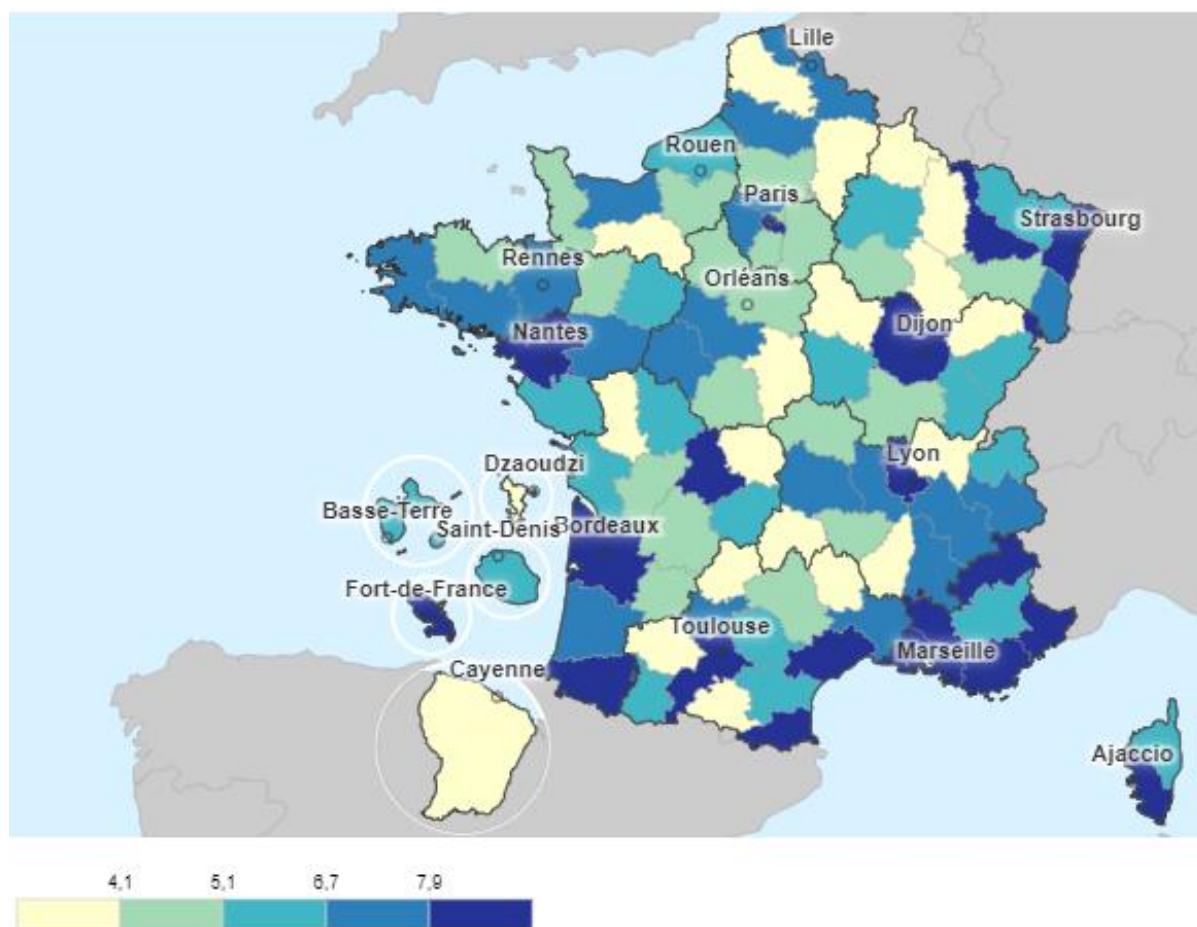 Lille
Rouen
Paris
Strasbourg
Rennes
Orléans
Nantes
Dijon
Lyon
Dzaoudzi
Basse-Terre
Saint-Denis
Bordeaux
Fort-de-France
Toulouse
Marseille
Cayenne
Ajaccio
4,1 5,1 6,7 7,9